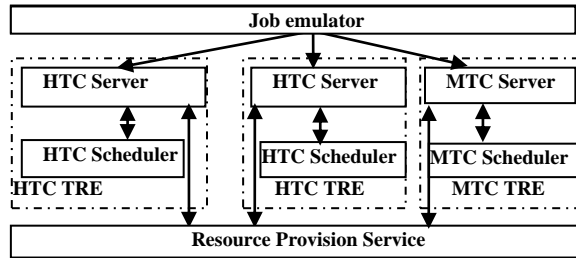 Job emulator
HTC Server
HTC Server
MTC Server
HTC Scheduler
HTC Scheduler
MTC Scheduler
HTC TRE
HTC TRE
MTC TRE
Resource Provision Service